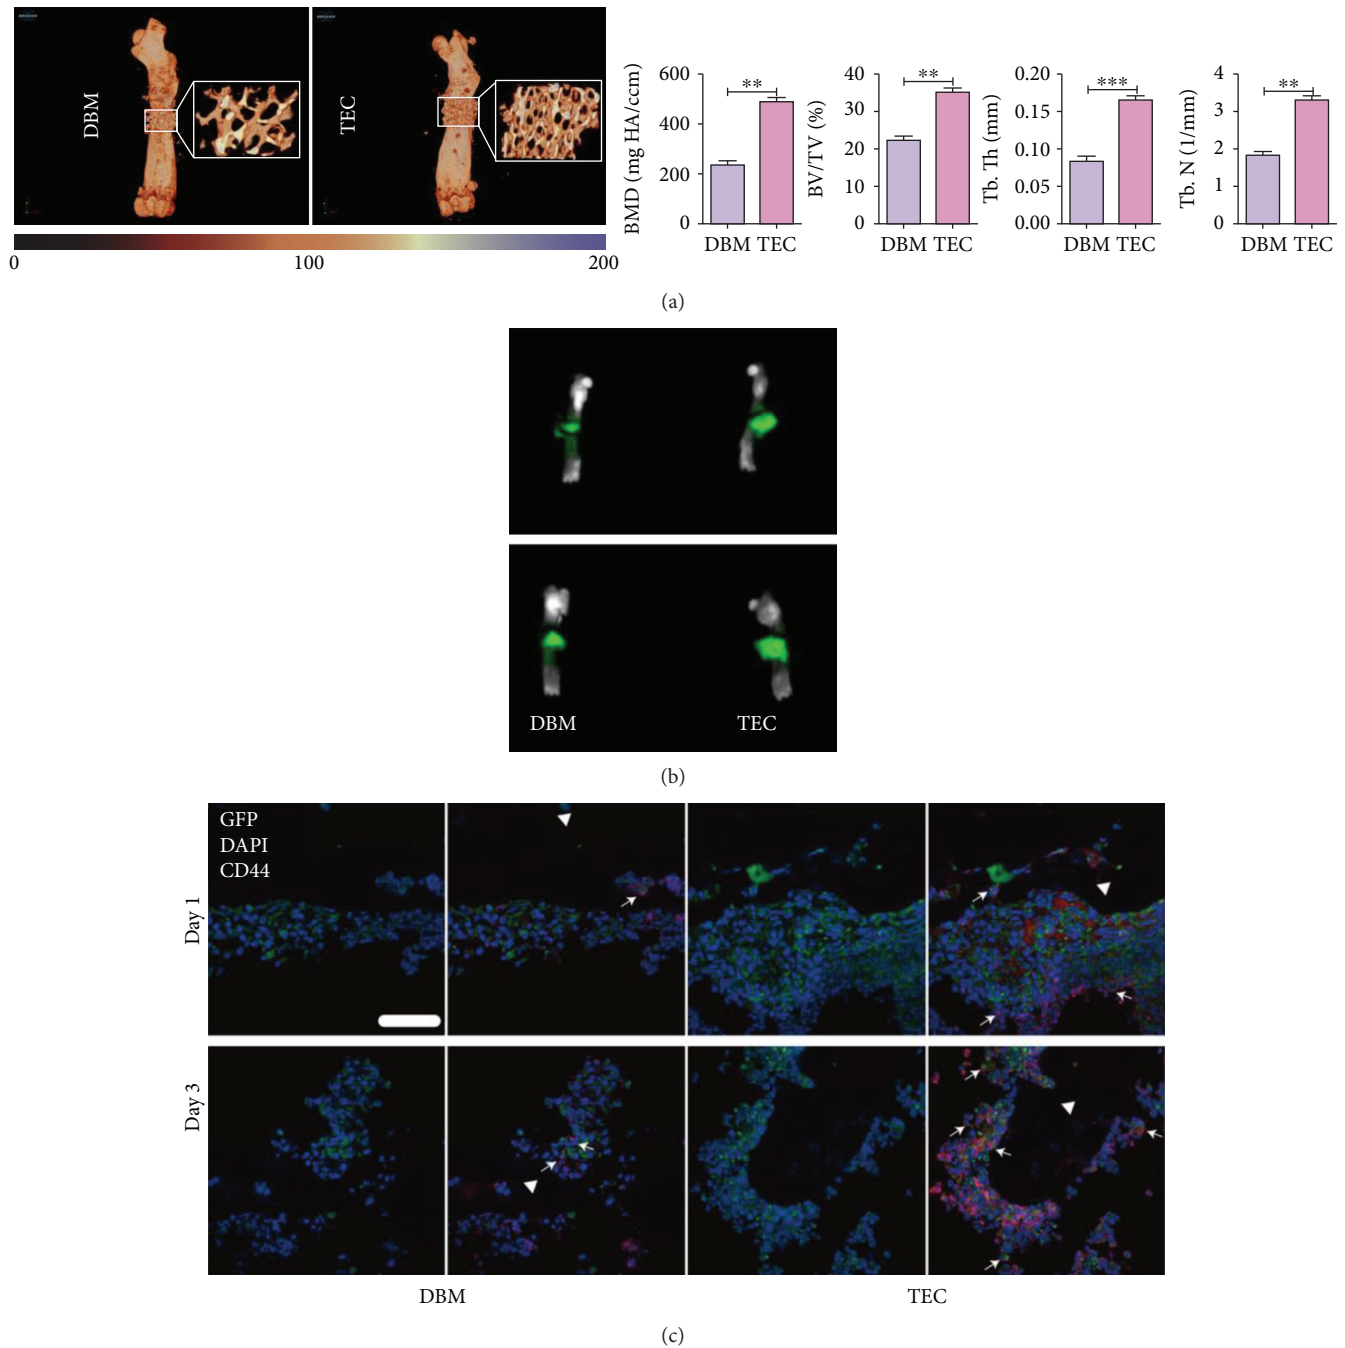 DBM
TEC
0
100
200
BMD (mg HA/ccm)
600
400
200
0
**
DBM TEC
BV/TV (%)
40
30
20
10
0
**
DBM TEC
Tb. Th (mm)
0.20
0.15
0.10
0.05
0.00
***
DBM TEC
Tb. N (1/mm)
4
3
2
1
0
**
DBM TEC
(a)
DBM
TEC
(b)
GFP
DAPI
CD44
Day 1
Day 3
DBM
TEC
(c)